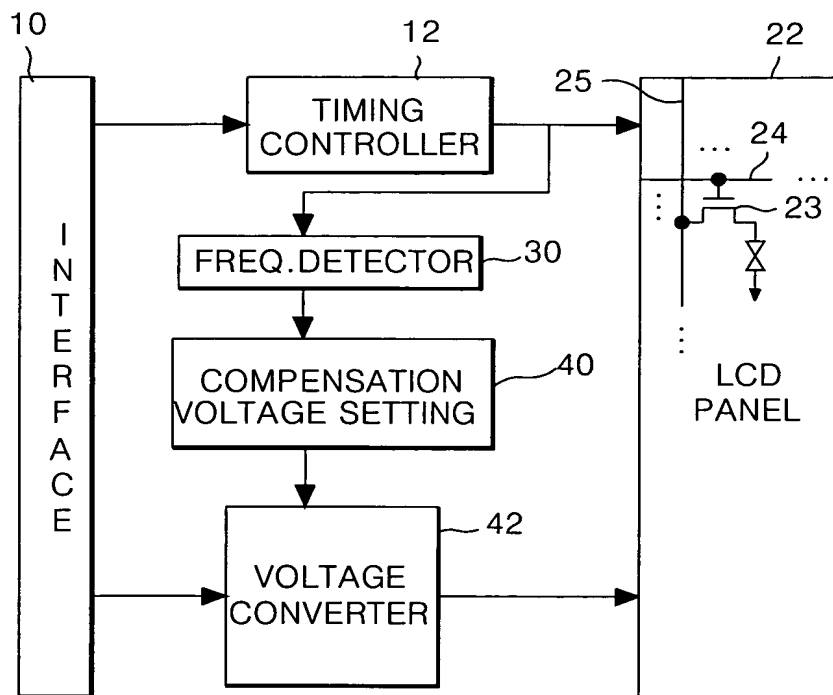 10
12
22
TIMING
CONTROLLER
25
...
24
...
...
23
INTERFACE
FREQ.DETECTOR
30
...
COMPENSATION
VOLTAGE SETTING
40
LCD
PANEL
42
VOLTAGE
CONVERTER